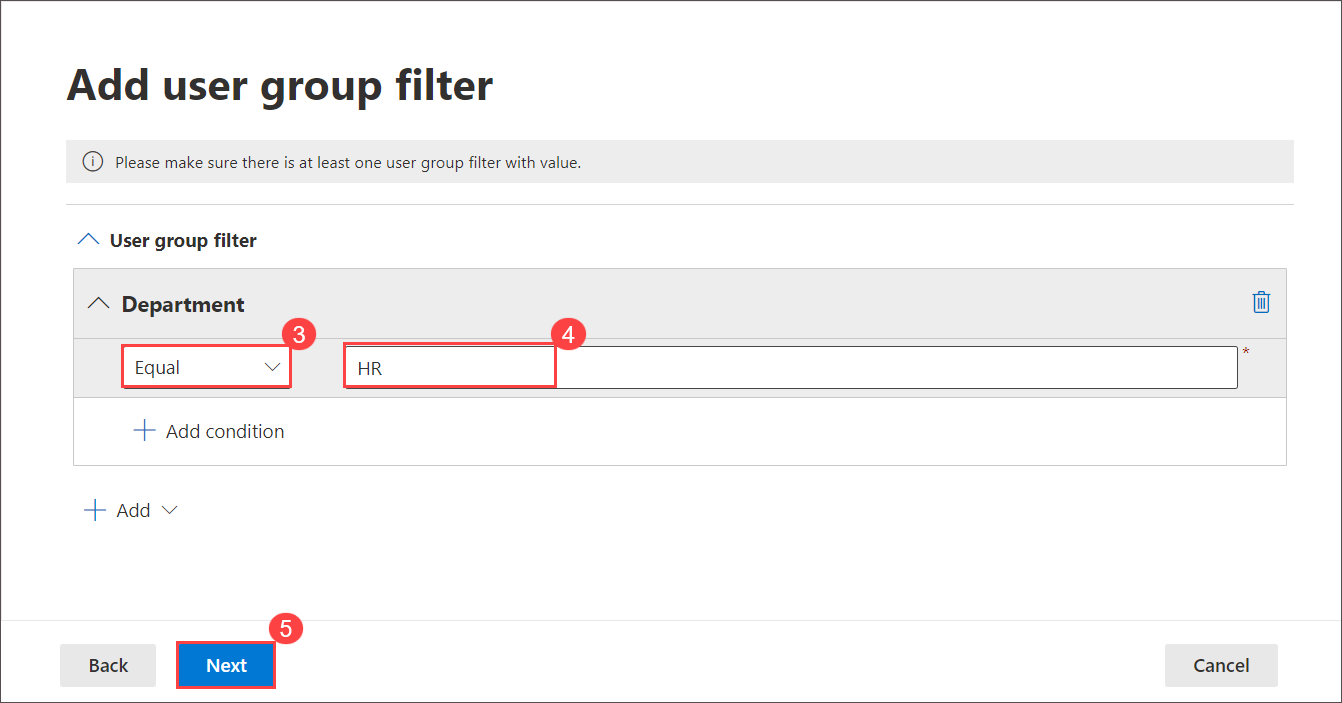 Add user group filter
Please make sure there is at least one user group filter with value.
User group filter
Department
3
4
Equal
HR
*
Add condition
Add
5
Back
Next
Cancel